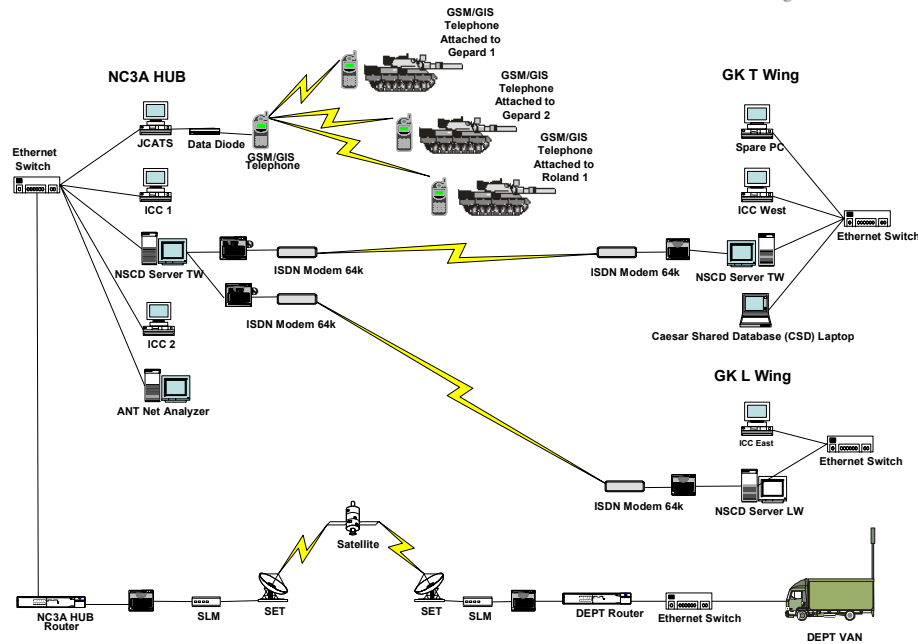 GSM/GIS
Telephone
Attached to
Gepard 1
NC3A HUB
GK T Wing
GSM/GIS
Telephone
Attached to
Gepard 2
JCATS
Data Diode
GSM/GIS
Telephone
Spare PC
Ethernet
Switch
GSM/GIS
Telephone
Attached to
Roland 1
ICC 1
ICC West
Ethernet Switch
NSCD Server TW
ISDN Modem 64k
ISDN Modem 64k
NSCD Server TW
ISDN Modem 64k
ICC 2
Caesar Shared Database (CSD) Laptop
GK L Wing
ANT Net Analyzer
ICC East
Ethernet Switch
ISDN Modem 64k
NSCD Server LW
Satellite
NC3A HUB
Router
SLM
SET
SET
SLM
DEPT Router
Ethernet Switch
DEPT VAN